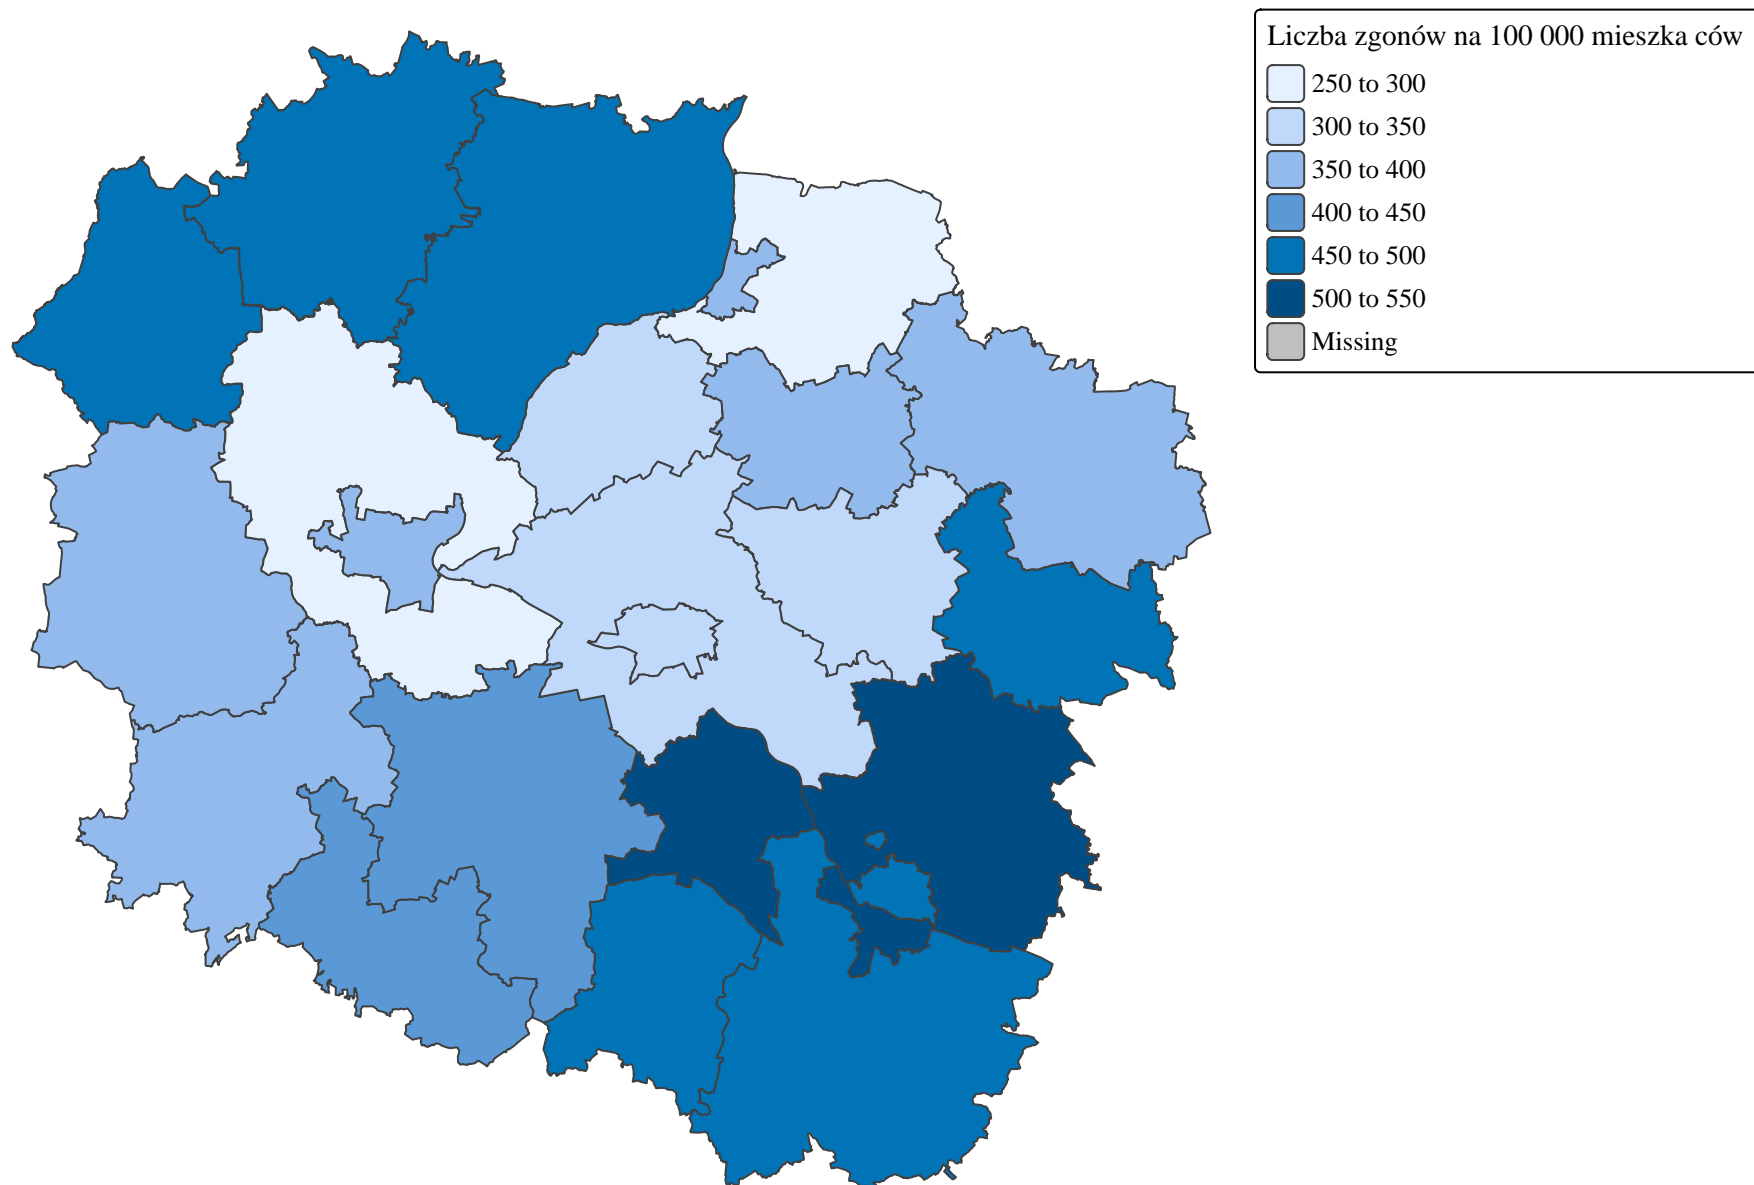 Liczba zgonów na 100 000 mieszka ców
250 to 300
300 to 350
350 to 400
400 to 450
450 to 500
500 to 550
Missing